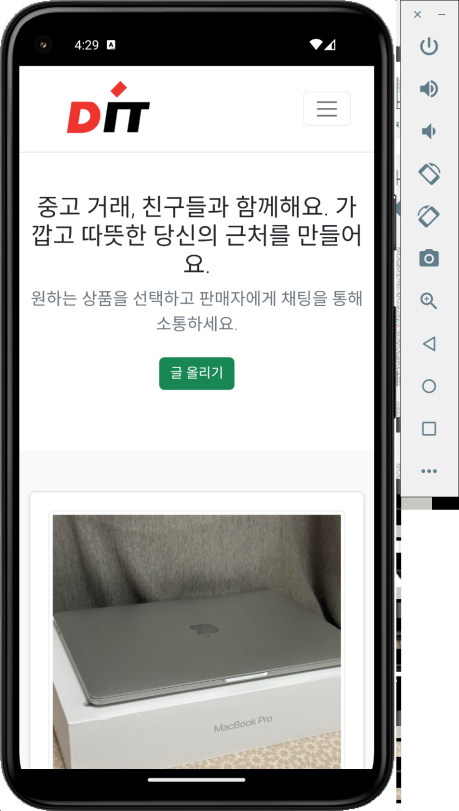 4:29
DIT
중고 거래, 친구들과 함께해요. 가
깝고 따뜻한 당신의 근처를 만들어
요.
원하는 상품을 선택하고 판매자에게 채팅을 통해
소통하세요.
글 올리기
MacBook Pro